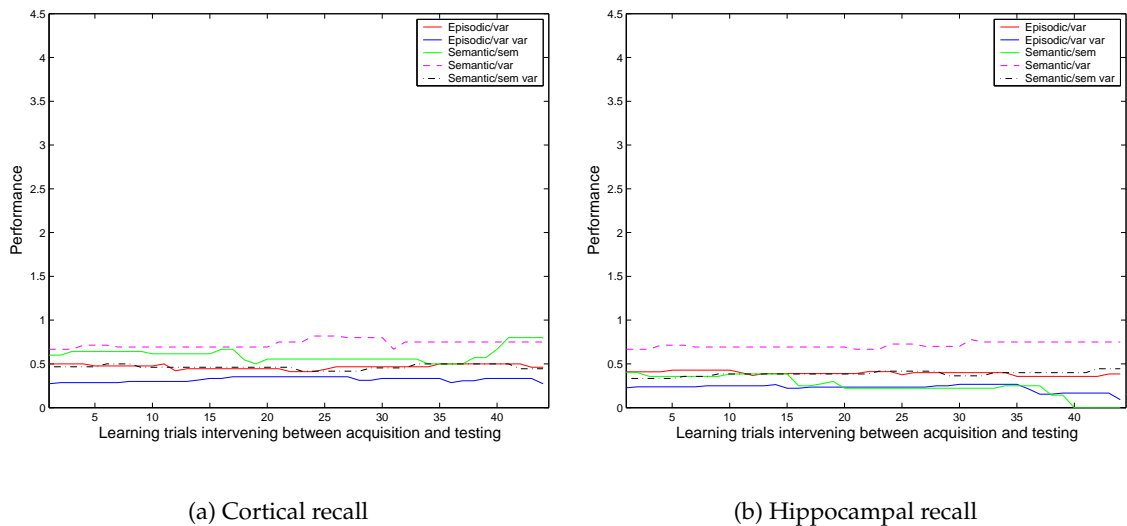 4.5
4
3.5
3
2.5
2
1.5
1
0.5
0
5 10 15 20 25 30 35 40
Performance
Learning trials intervening between acquisition and testing
Episodic/var
Episodic/var var
Semantic/sem
Semantic/var
Semantic/sem var
(a) Cortical recall
4.5
4
3.5
3
2.5
2
1.5
1
0.5
0
5 10 15 20 25 30 35 40
Performance
Learning trials intervening between acquisition and testing
Episodic/var
Episodic/var var
Semantic/sem
Semantic/var
Semantic/sem var
(b) Hippocampal recall